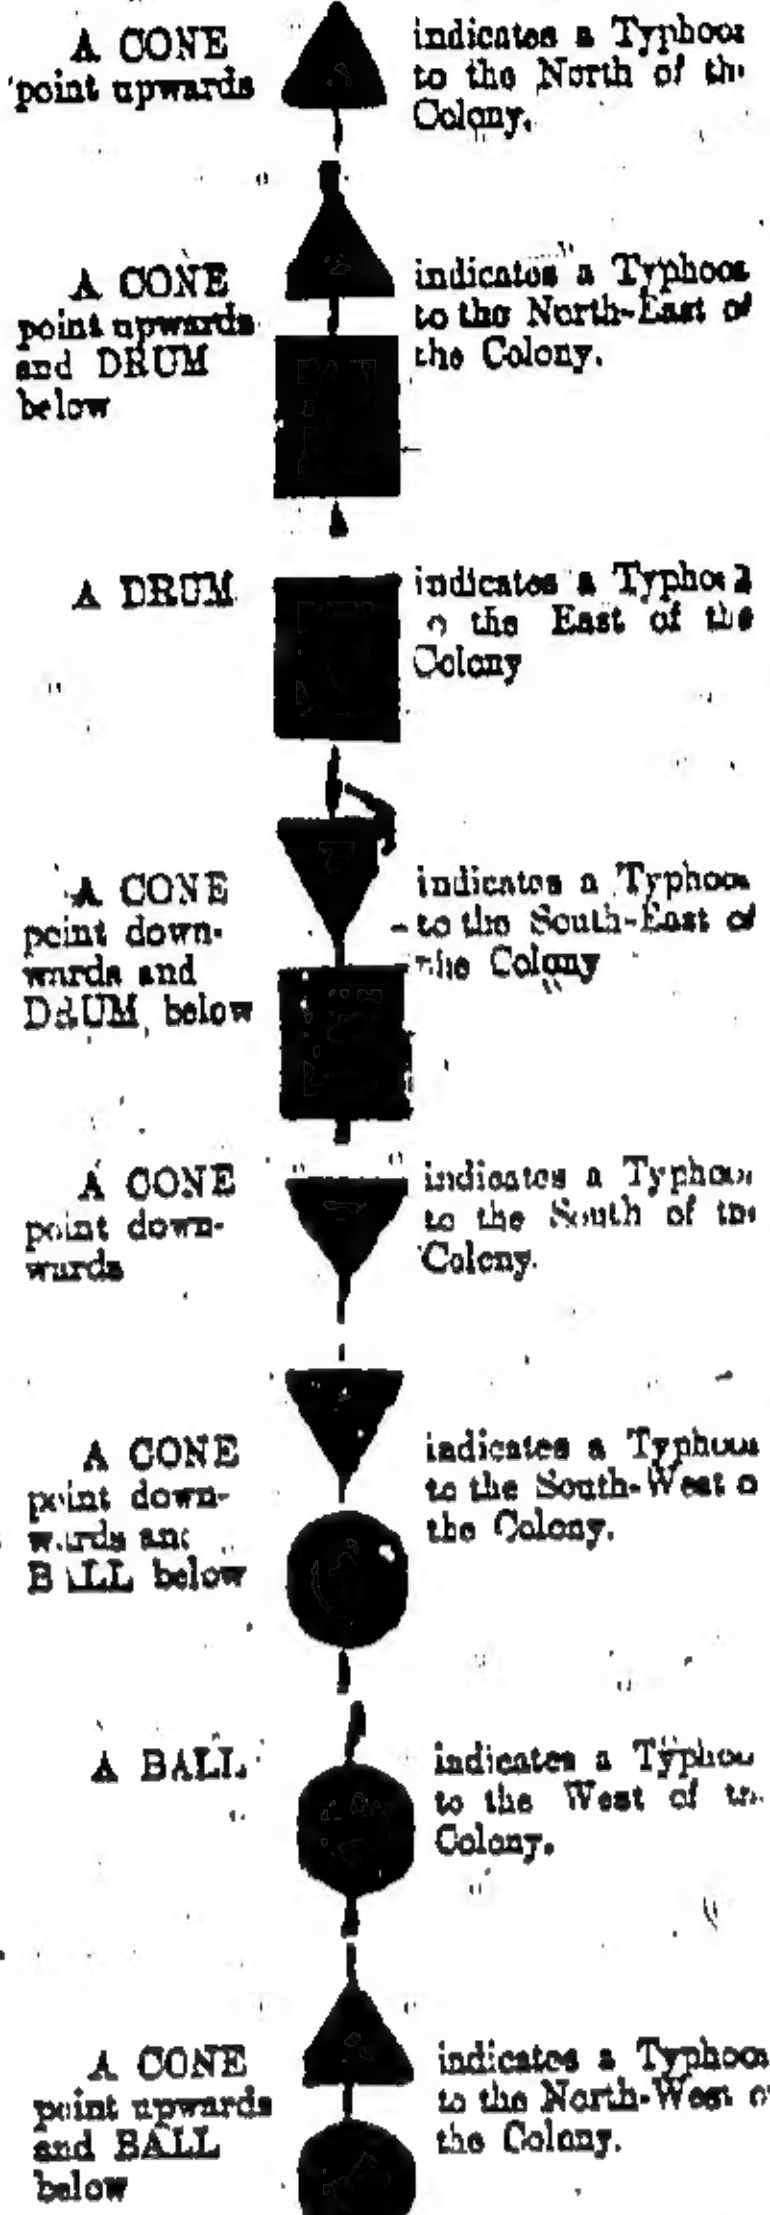 A CONE
point upwards
indicates a Typhoon
to the North of the
Colony.
A CONE
point upwards
and DRUM
below
indicates a Typhoon
to the North-East of
the Colony.
A DRUM
indicates a Typhoon
to the East of the
Colony
A CONE
point down-
wards and
DRUM below
indicates a Typhoon
to the South-East of
the Colony
A CONE
point down-
wards
indicates a Typhoon
to the South of the
Colony.
A CONE
point down-
wards and
BALL below
indicates a Typhoon
to the South-West o
the Colony.
A BALL
indicates a Typhoon
to the West of the
Colony.
A CONE
point upwards
and BALL
below
indicates a Typhoon
to the North-West of
the Colony.